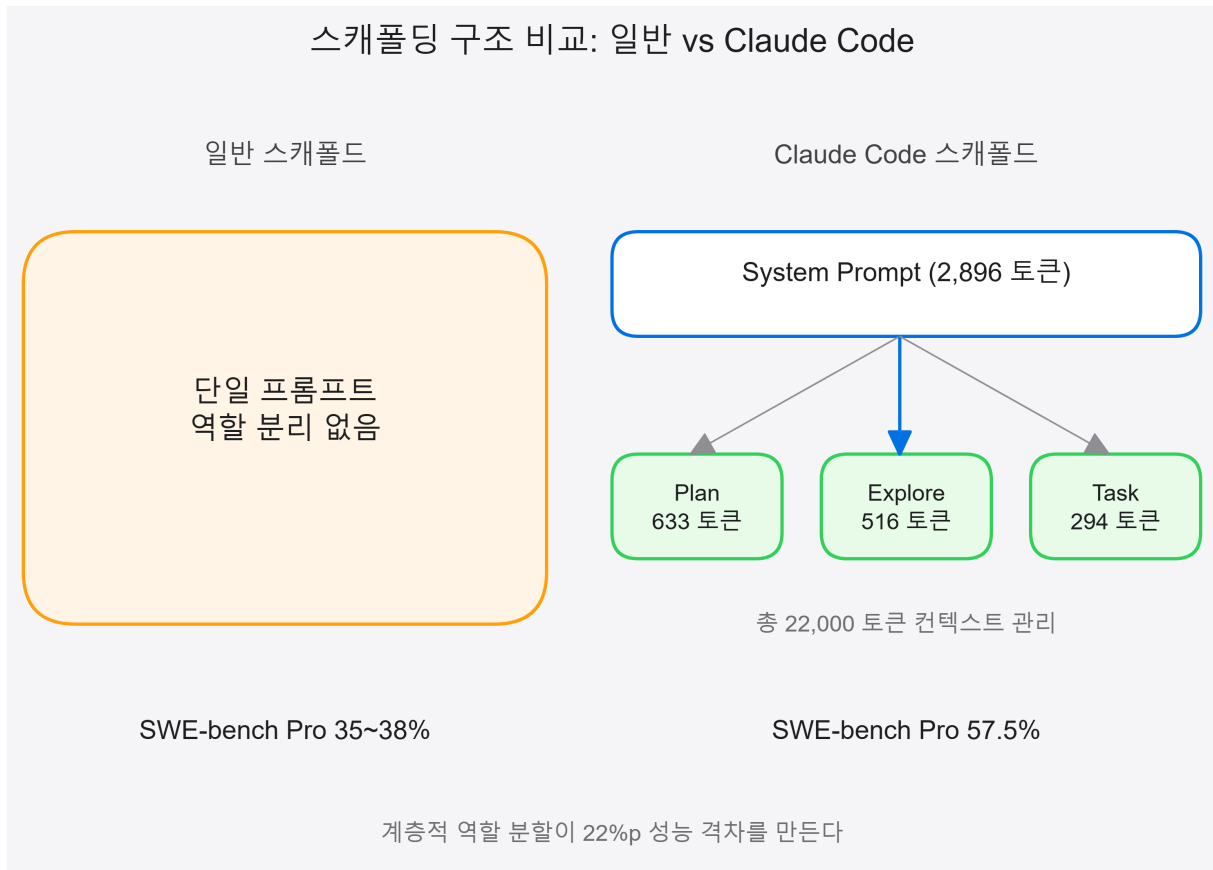 스캐폴딩 구조 비교: 일반 vs Claude Code
일반 스캐폴드
Claude Code 스캐폴드
단일 프롬프트
역할 분리 없음
System Prompt (2,896 토큰)
Plan
633 토큰
Explore
516 토큰
Task
294 토큰
총 22,000 토큰 컨텍스트 관리
SWE-bench Pro 35~38%
SWE-bench Pro 57.5%
계층적 역할 분할이 22%p 성능 격차를 만든다